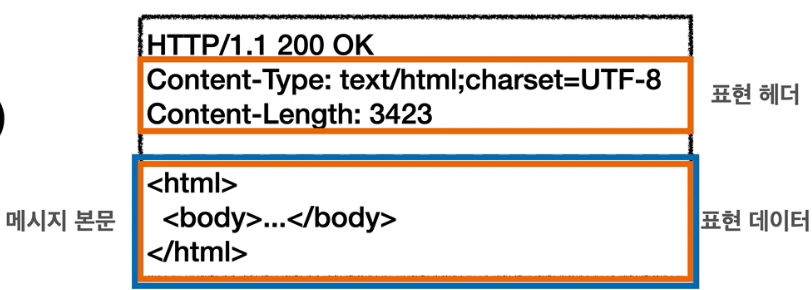 HTTP/1.1 200 OK
Content-Type: text/html;charset=UTF-8
Content-Length: 3423
표현 헤더
<html>
<body>...</body>
</html>
메시지 본문
표현 데이터